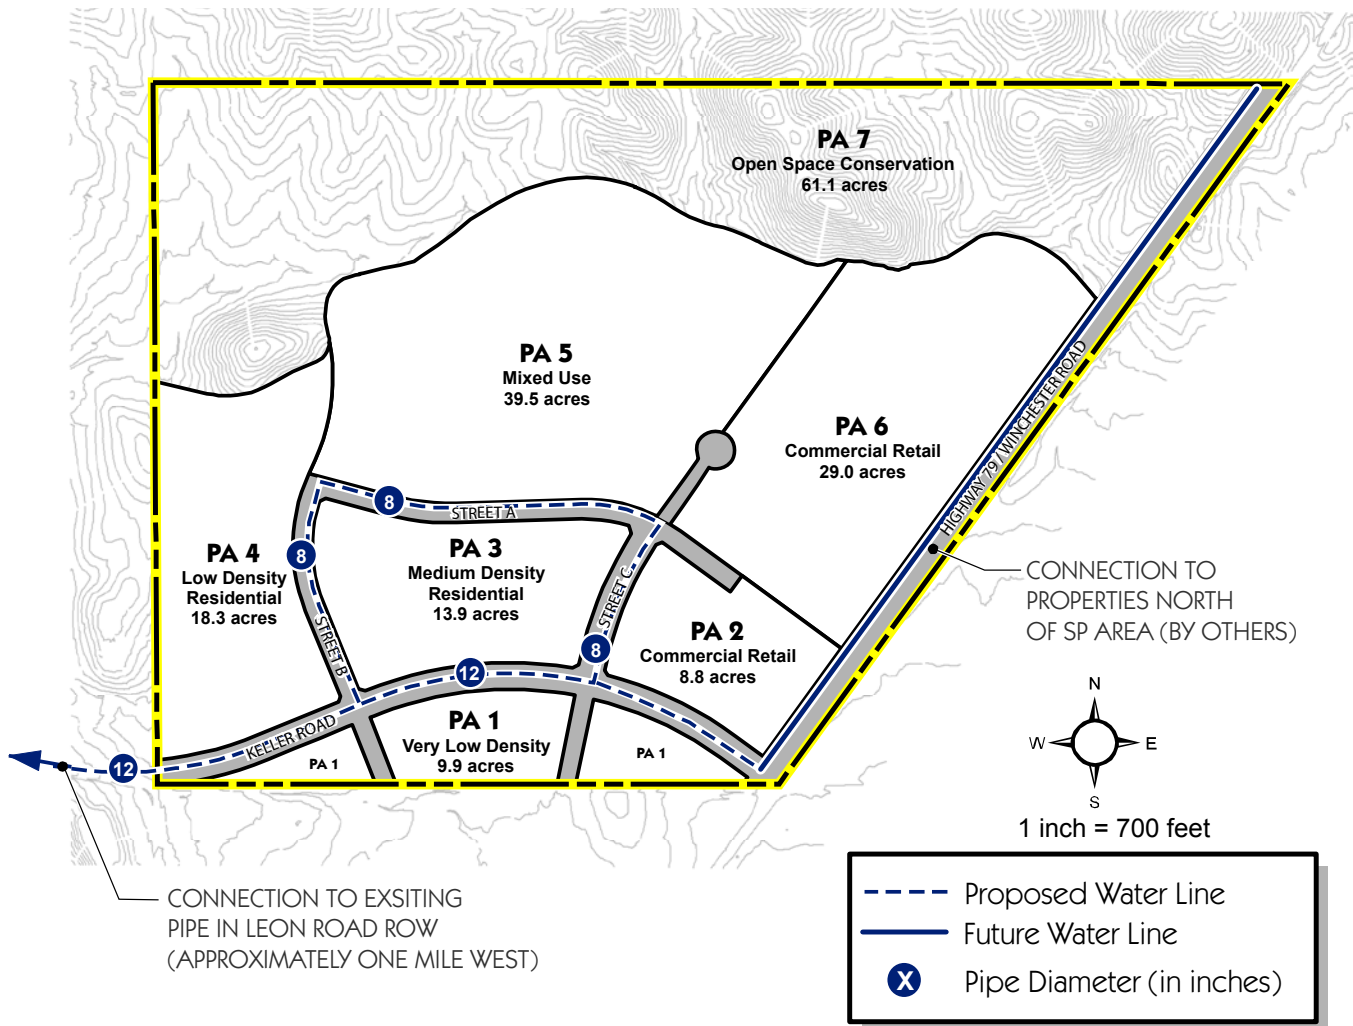 PA 7
Open Space Conservation
61.1 acres
PA 5
Mixed Use
39.5 acres
PA 6
Commercial Retail
29.0 acres
HIGHWAY 79 / WINCHESTER ROAD
8
STREET A
8
PA 4
Low Density
Residential
18.3 acres
PA 3
Medium Density
Residential
13.9 acres
STREET C
STREET B
8
PA 2
Commercial Retail
8.8 acres
12
KELLER ROAD
PA 1
Very Low Density
9.9 acres
PA 1
PA 1
12
CONNECTION TO
PROPERTIES NORTH
OF SP AREA (BY OTHERS)
N
W
E
S
1 inch = 700 feet
CONNECTION TO EXSITING
PIPE IN LEON ROAD ROW
(APPROXIMATELY ONE MILE WEST)
Proposed Water Line
Future Water Line
X
Pipe Diameter (in inches)